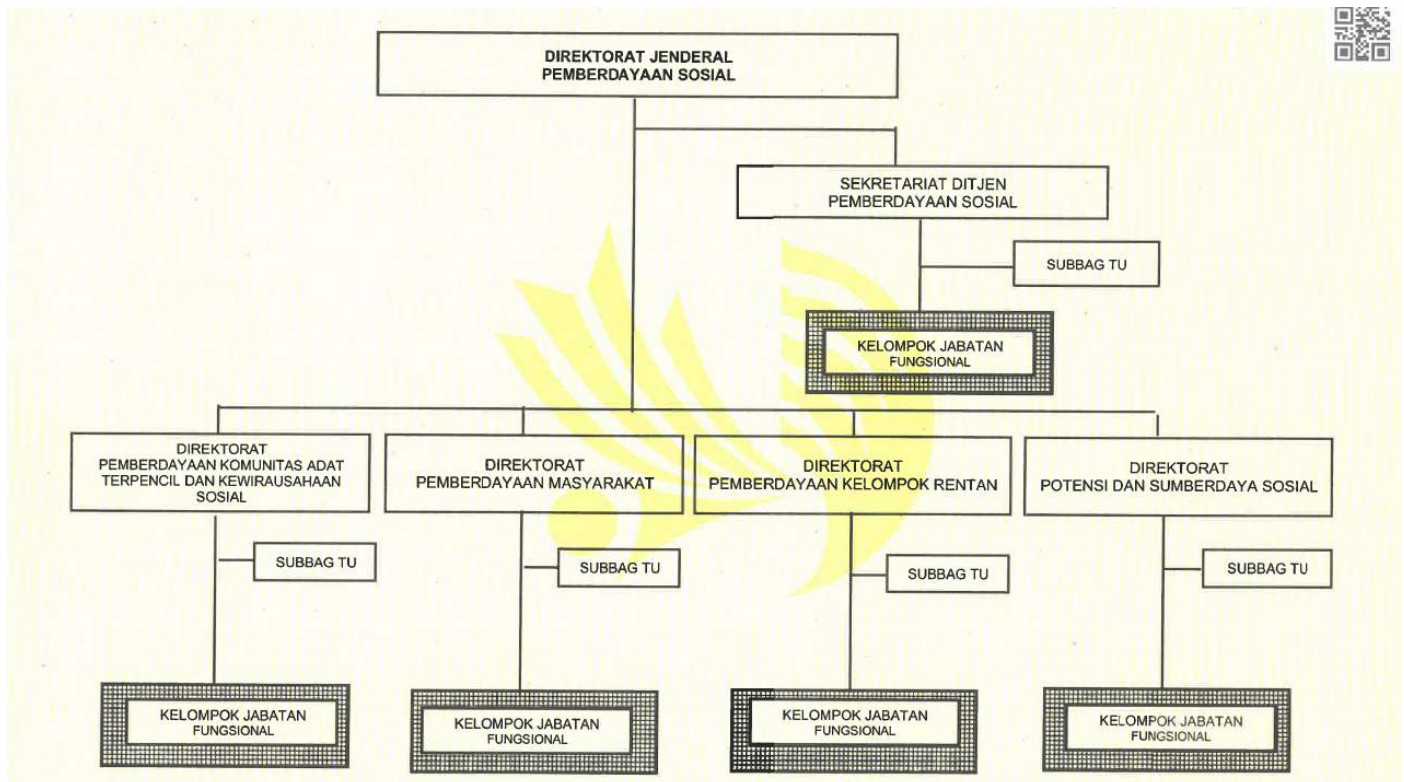 DIREKTORAT JENDERAL
PEMBERDAYAAN SOSIAL
SEKRETARIAT DITJEN
PEMBERDAYAAN SOSIAL
SUBBAG TU
KELOMPOK JABATAN
FUNGSIONAL
DIREKTORAT
PEMBERDAYAAN KOMUNITAS ADAT
TERPENCIL DAN KEWIRAUSAHAAN
SOSIAL
DIREKTORAT
PEMBERDAYAAN MASYARAKAT
DIREKTORAT
PEMBERDAYAAN KELOMPOK RENTAN
DIREKTORAT
POTENSI DAN SUMBERDAYA SOSIAL
SUBBAG TU
SUBBAG TU
SUBBAG TU
SUBBAG TU
KELOMPOK JABATAN
FUNGSIONAL
KELOMPOK JABATAN
FUNGSIONAL
KELOMPOK JABATAN
FUNGSIONAL
KELOMPOK JABATAN
FUNGSIONAL